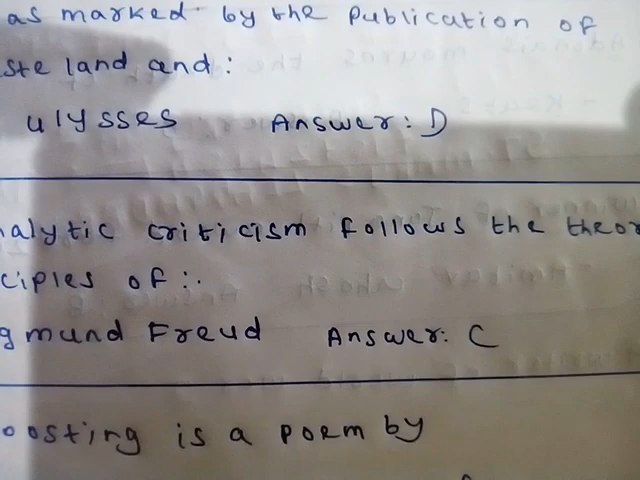 as marked by the publication of
ste land and:
ulysses Answer: D
alytic criticism follows the theor
ciples of :.
gmund Freud Answer: C
oosting is a poem by